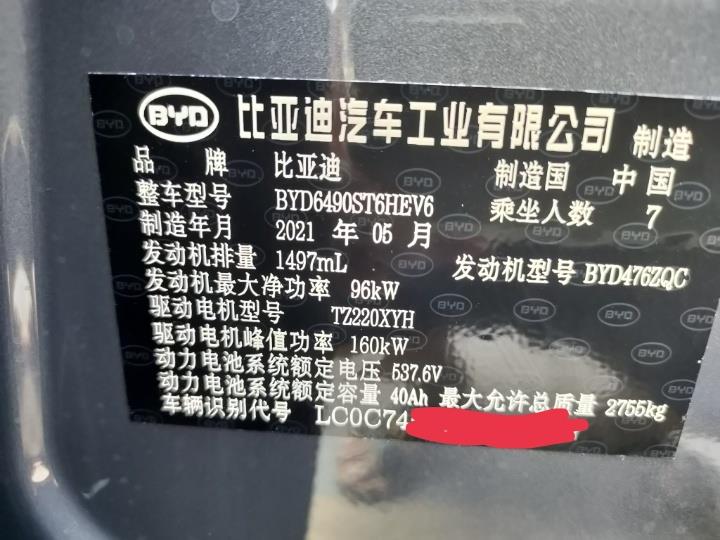 BYD 比亚迪汽车工业有限公司 制造
品牌 比亚迪 制造国 中国
整车型号 BYD6490ST6HEV6 乘坐人数 7
制造年月 2021 年 05 月
发动机排量 1497mL 发动机型号 BYD476ZQC
发动机最大净功率 96kW
驱动电机型号 TZ220XYH
驱动电机峰值功率 160kW
动力电池系统额定电压 537.6V
动力电池系统额定容量 40Ah 最大允许总质量 2755kg
车辆识别代号 LC0C74